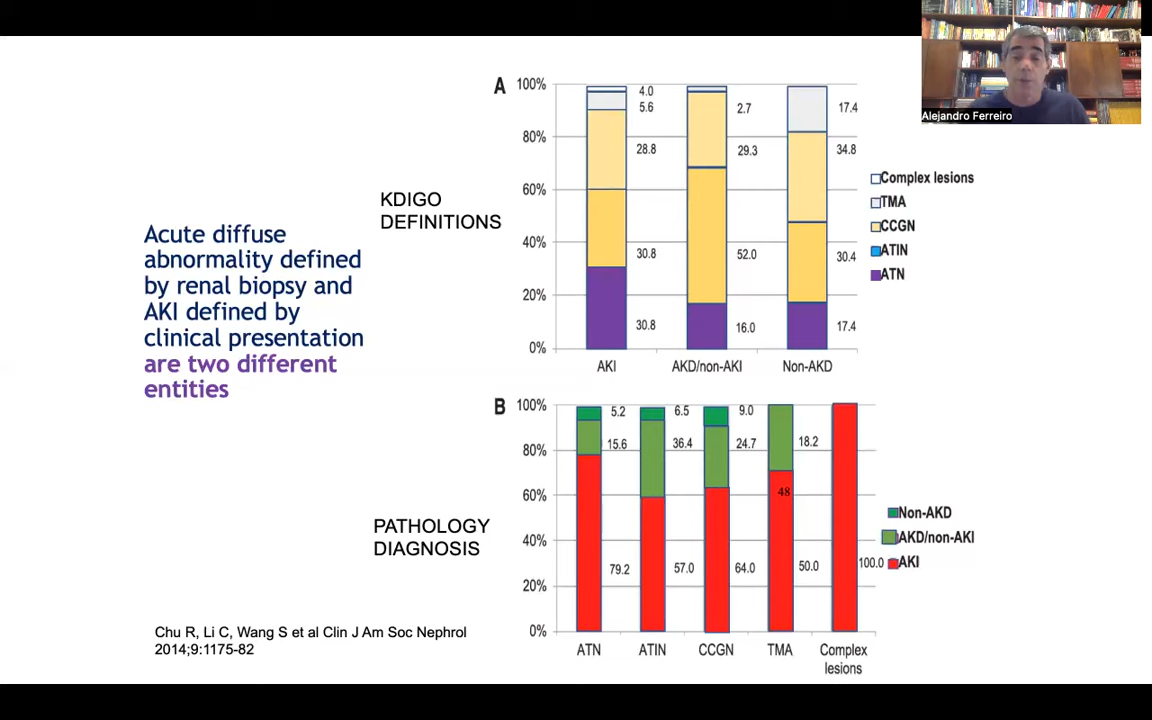 Alejandro Ferreiro
A
100%
80%
60%
40%
20%
0%
4.0
5.6
28.8
30.8
30.8
2.7
29.3
52.0
16.0
17.4
34.8
30.4
17.4
AKI
AKD/non-AKI
Non-AKD
Complex lesions
TMA
CCGN
ATIN
ATN
KDIGO
DEFINITIONS
Acute diffuse
abnormality defined
by renal biopsy and
AKI defined by
clinical presentation
are two different
entities
B
100%
80%
60%
40%
20%
0%
5.2
15.6
79.2
6.5
36.4
57.0
9.0
24.7
64.0
18.2
48
50.0
100.0
ATN
ATIN
CCGN
TMA
Complex
lesions
Non-AKD
AKD/non-AKI
AKI
PATHOLOGY
DIAGNOSIS
Chu R, Li C, Wang S et al Clin J Am Soc Nephrol
2014;9:1175-82